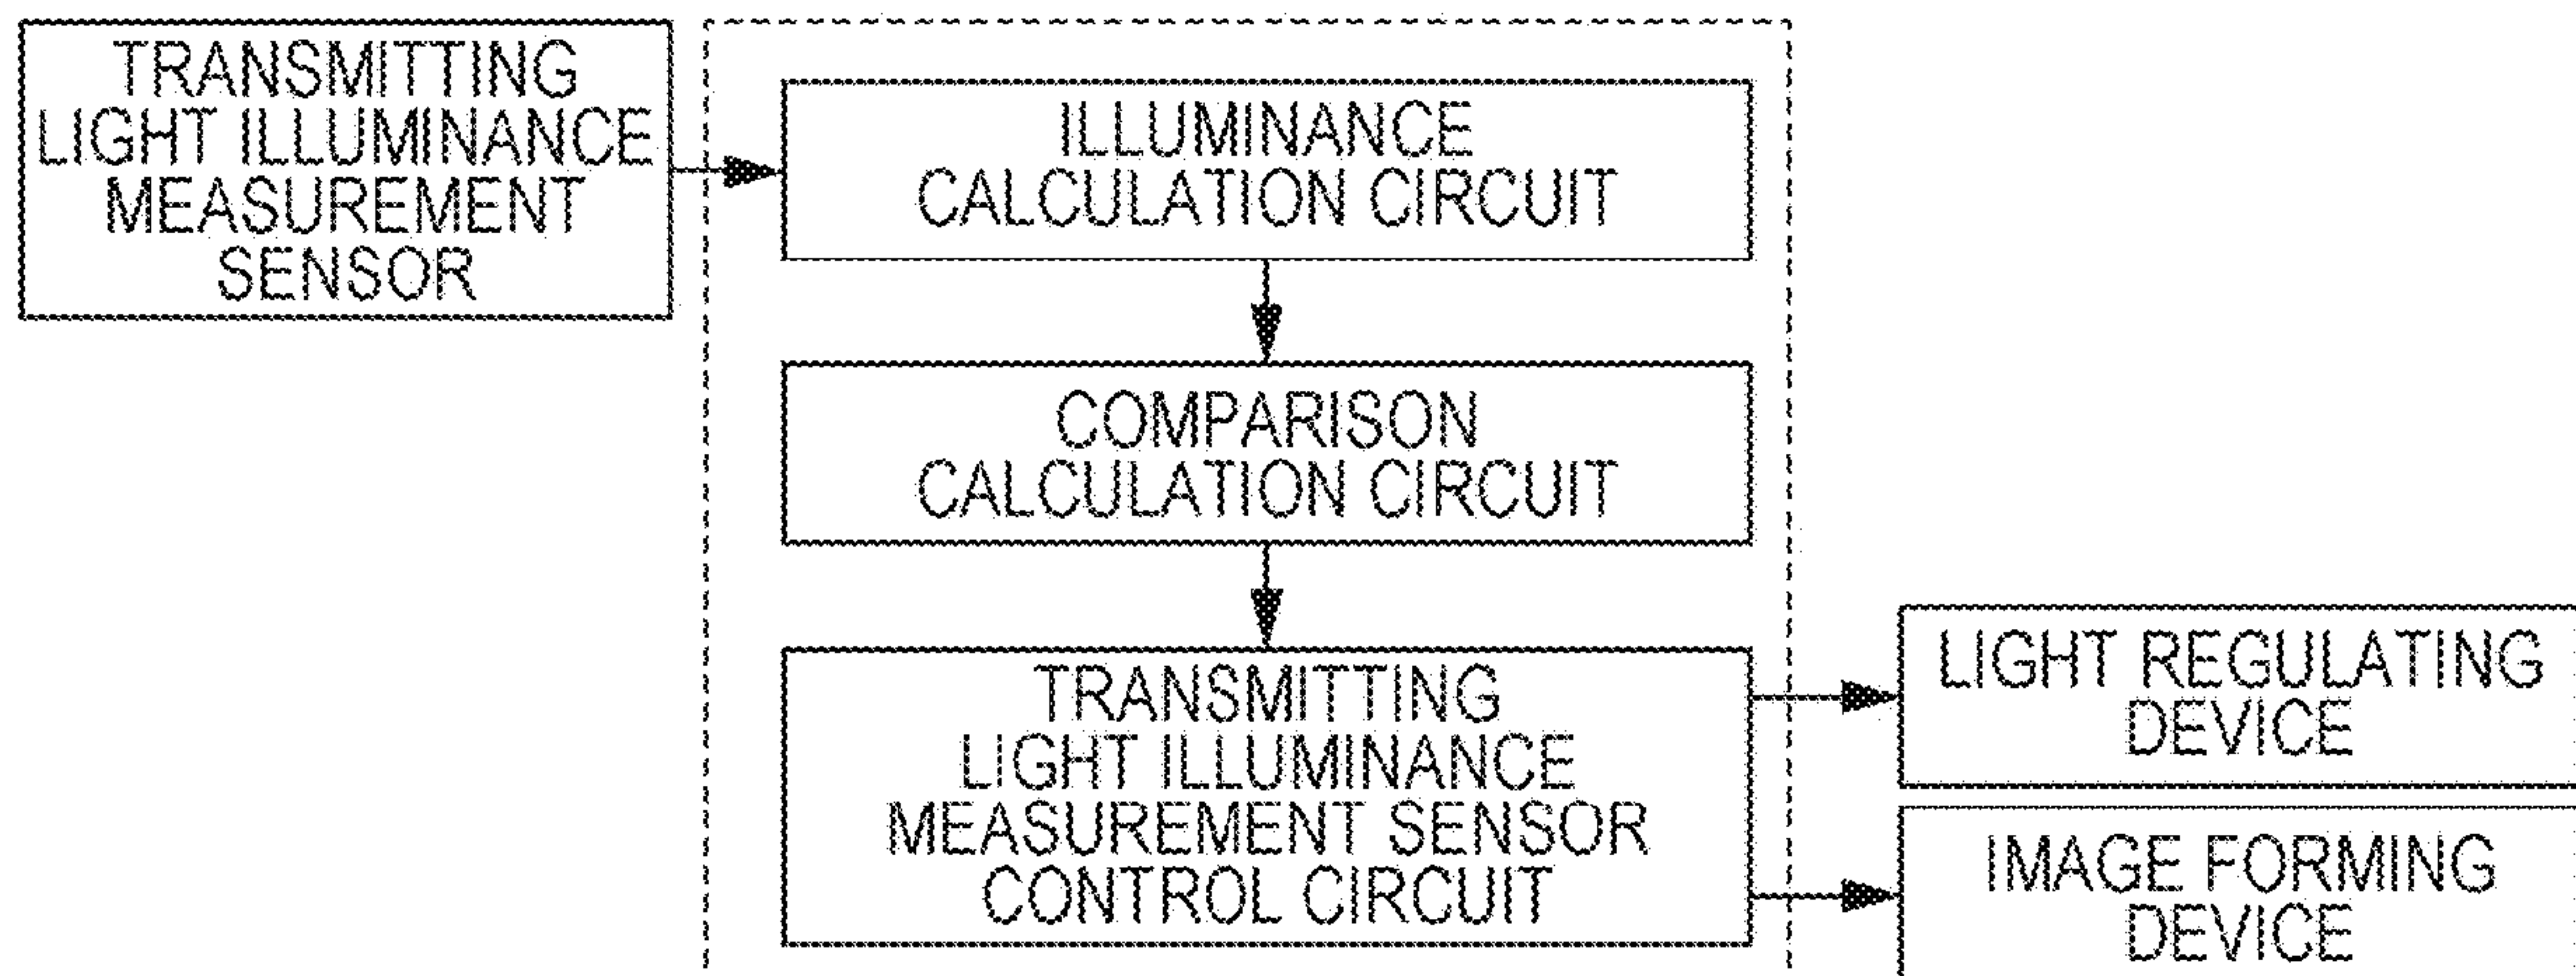 TRANSMITTING
LIGHT ILLUMINANCE
MEASUREMENT
SENSOR
ILLUMINANCE
CALCULATION CIRCUIT
COMPARISON
CALCULATION CIRCUIT
TRANSMITTING
LIGHT ILLUMINANCE
MEASUREMENT SENSOR
CONTROL CIRCUIT
LIGHT REGULATING
DEVICE
IMAGE FORMING
DEVICE